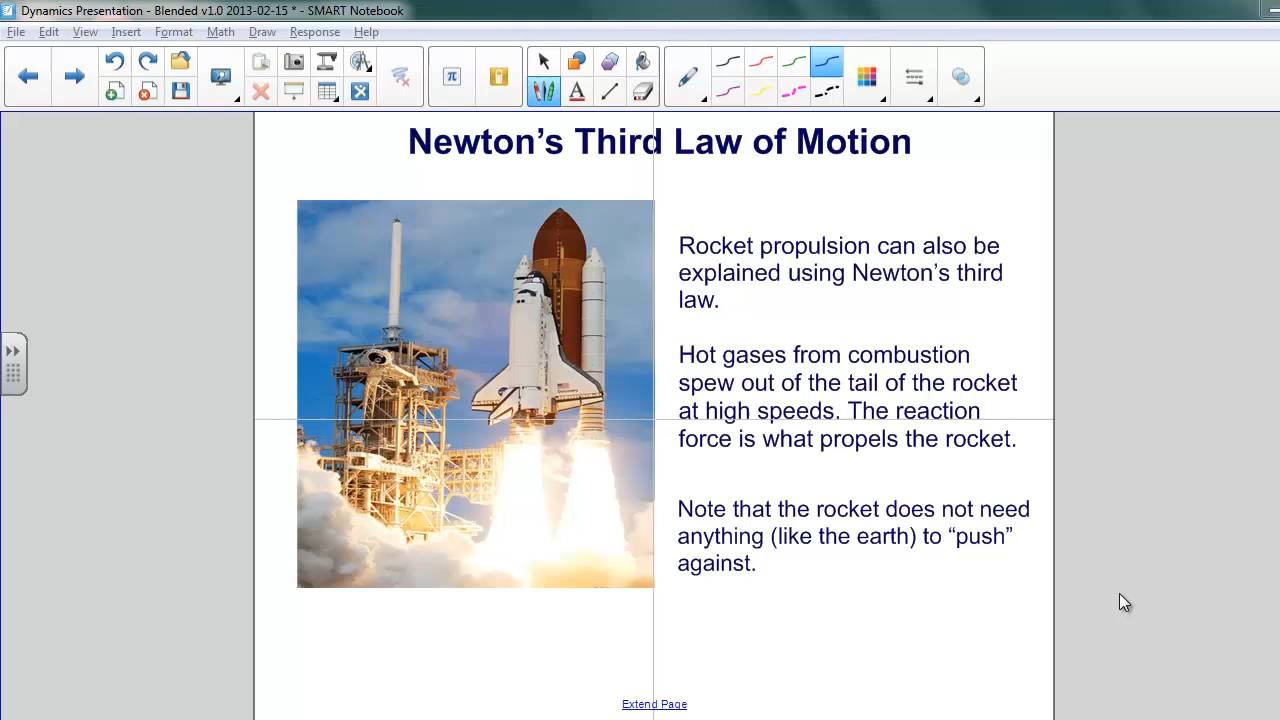 Dynamics Presentation - Blended v1.0 2013-02-15 * - SMART Notebook
File Edit View Insert Format Math Draw Response Help
Newton’s Third Law of Motion
Rocket propulsion can also be
explained using Newton’s third
law.
Hot gases from combustion
spew out of the tail of the rocket
at high speeds. The reaction
force is what propels the rocket.
Note that the rocket does not need
anything (like the earth) to “push”
against.
Discovery
Extend Page